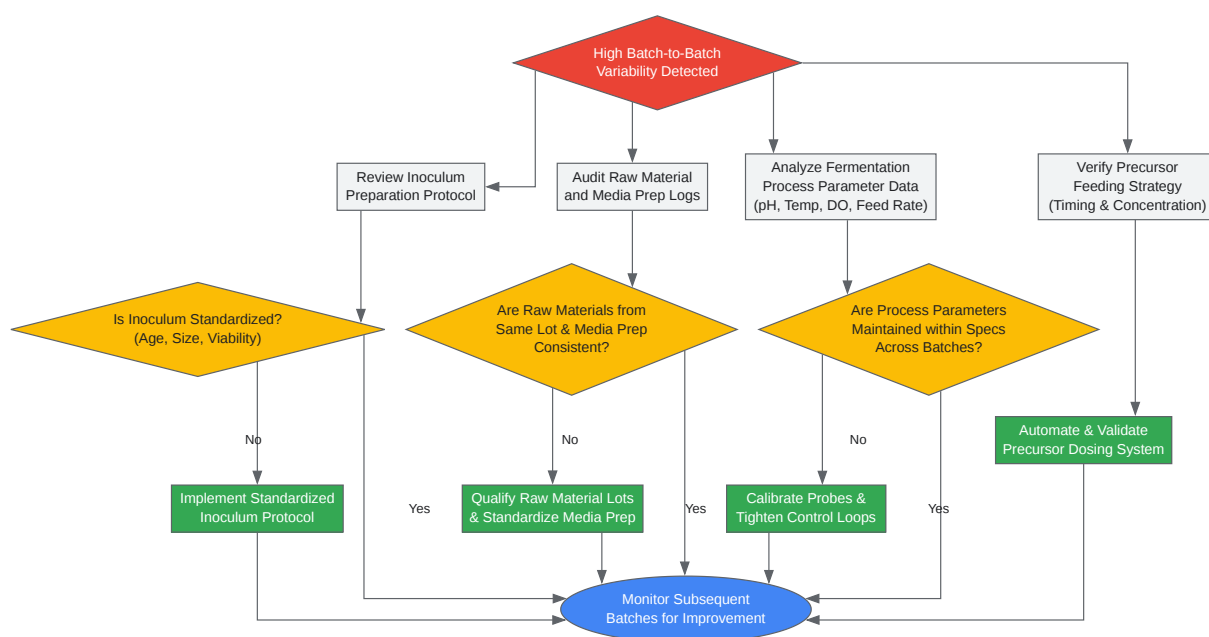 High Batch-to-Batch
Variability Detected
Review Inoculum
Preparation Protocol
Audit Raw Material
and Media Prep Logs
Analyze Fermentation
Process Parameter Data
(pH, Temp, DO, Feed Rate)
Verify Precursor
Feeding Strategy
(Timing & Concentration)
Is Inoculum Standardized?
(Age, Size, Viability)
Are Raw Materials from
Same Lot & Media Prep
Consistent?
Are Process Parameters
Maintained within Specs
Across Batches?
No
No
No
Automate & Validate
Precursor Dosing System
Implement Standardized
Inoculum Protocol
Yes
Qualify Raw Material Lots
& Standardize Media Prep
Yes
Calibrate Probes &
Tighten Control Loops
Yes
Monitor Subsequent
Batches for Improvement